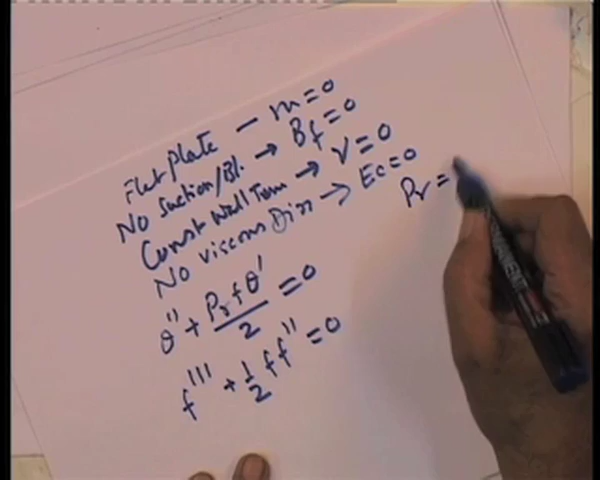 Flat plate — m=0
No Suction/Bl. → Bf=0
Const Wall Tem → γ=0
No viscous Diss → Ec=0
Pr =
θ'' + Pr f θ' / 2 = 0
f''' + 1/2 f f'' = 0